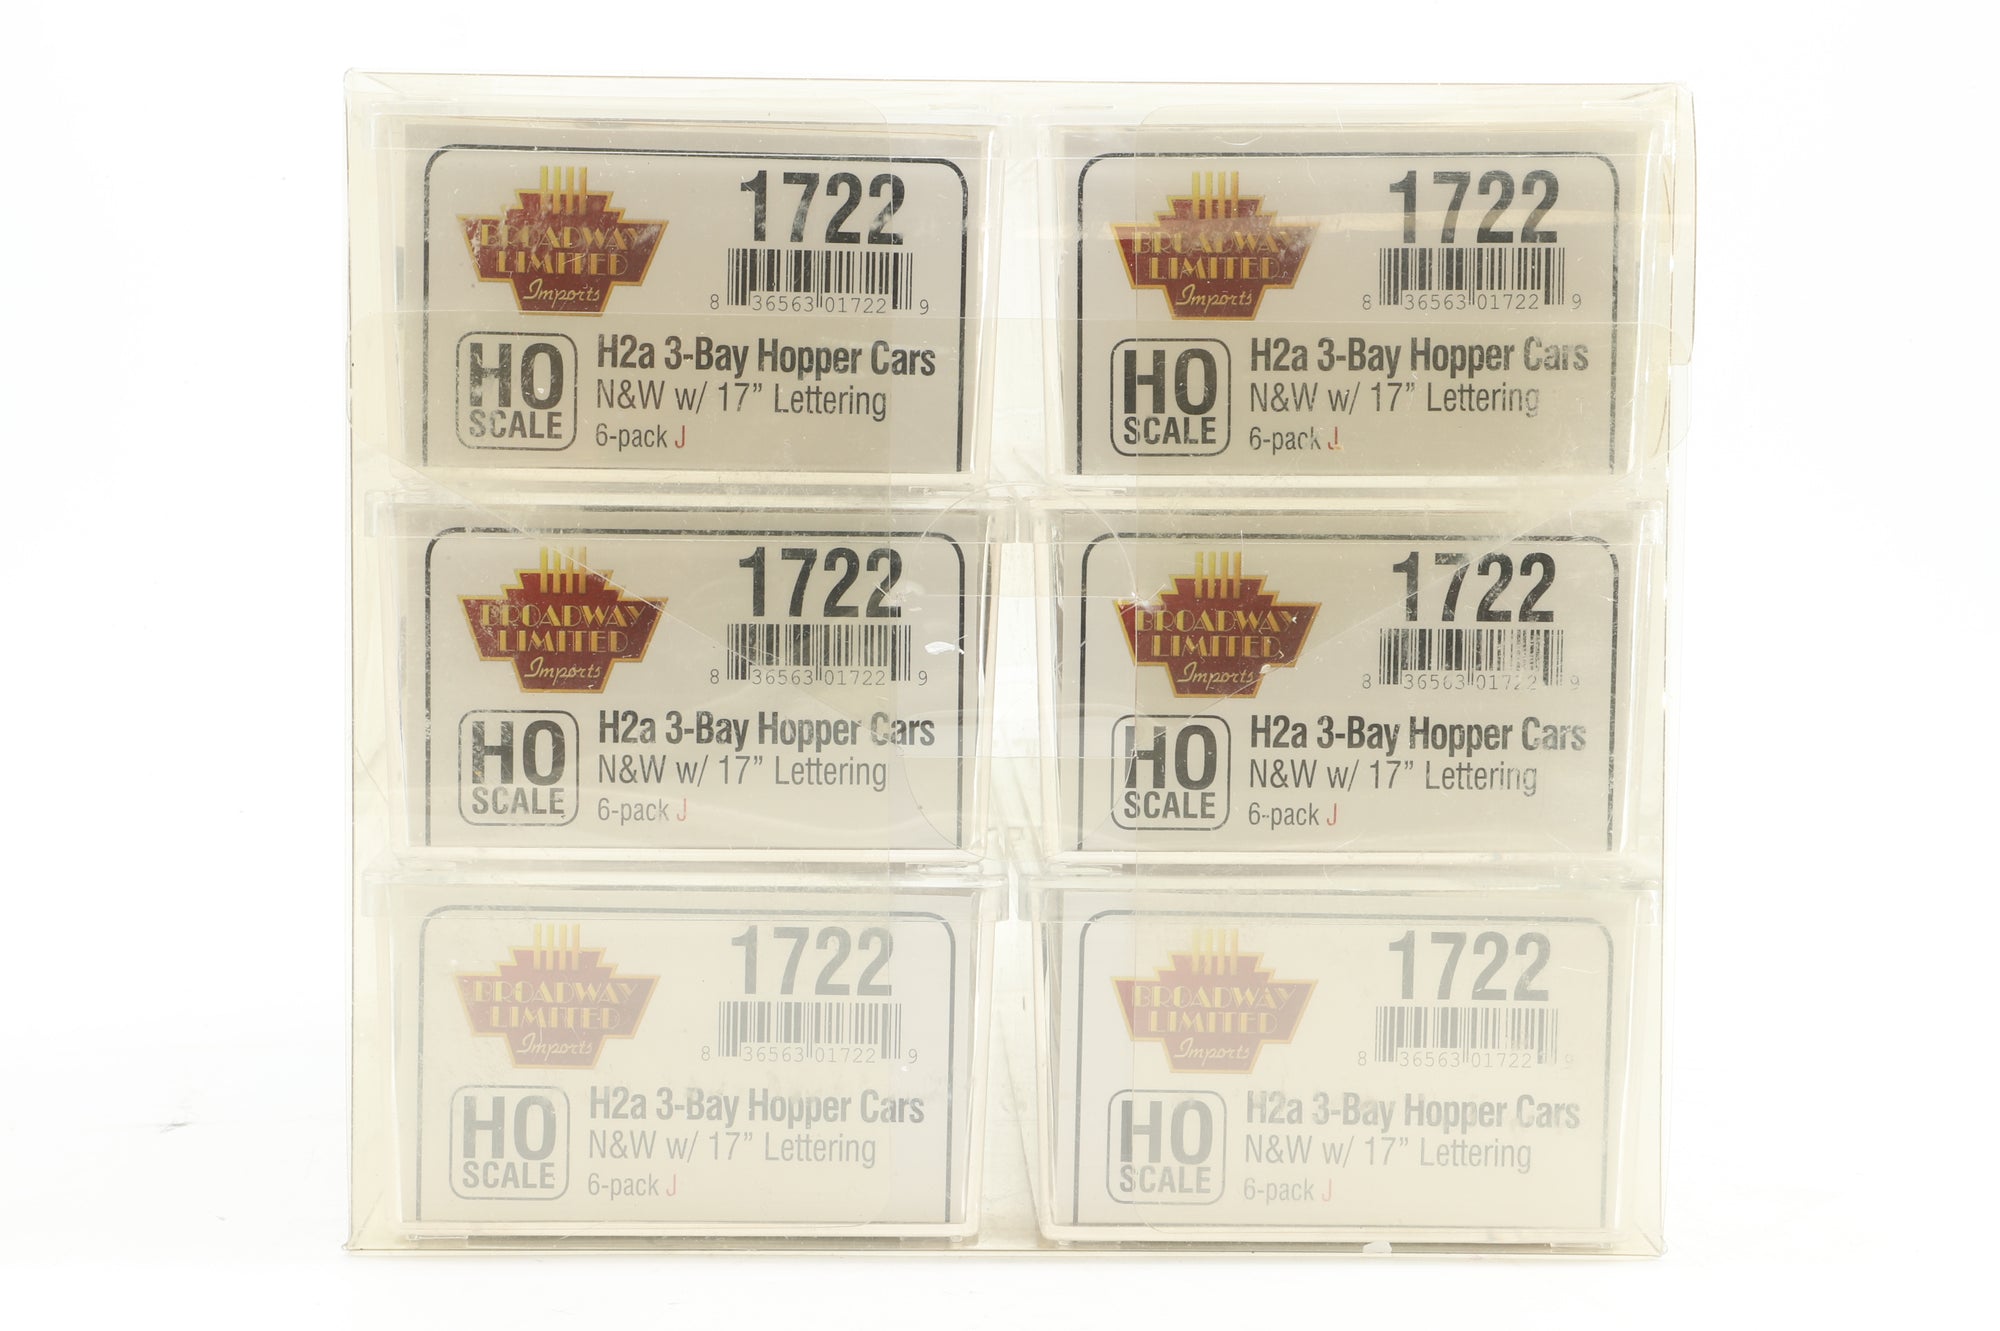 BROADWAY
LIMITED
Imports
1722
8 36563 01722 9
HO
SCALE
H2a 3-Bay Hopper Cars
N&W w/ 17” Lettering
6-pack J
BROADWAY
LIMITED
Imports
1722
8 36563 01722 9
HO
SCALE
H2a 3-Bay Hopper Cars
N&W w/ 17” Lettering
6-pack J
BROADWAY
LIMITED
Imports
1722
8 36563 01722 9
HO
SCALE
H2a 3-Bay Hopper Cars
N&W w/ 17” Lettering
6-pack J
BROADWAY
LIMITED
Imports
1722
8 36563 01722 9
HO
SCALE
H2a 3-Bay Hopper Cars
N&W w/ 17” Lettering
6-pack J
BROADWAY
LIMITED
Imports
1722
8 36563 01722 9
HO
SCALE
H2a 3-Bay Hopper Cars
N&W w/ 17” Lettering
6-pack J
BROADWAY
LIMITED
Imports
1722
8 36563 01722 9
HO
SCALE
H2a 3-Bay Hopper Cars
N&W w/ 17” Lettering
6-pack J